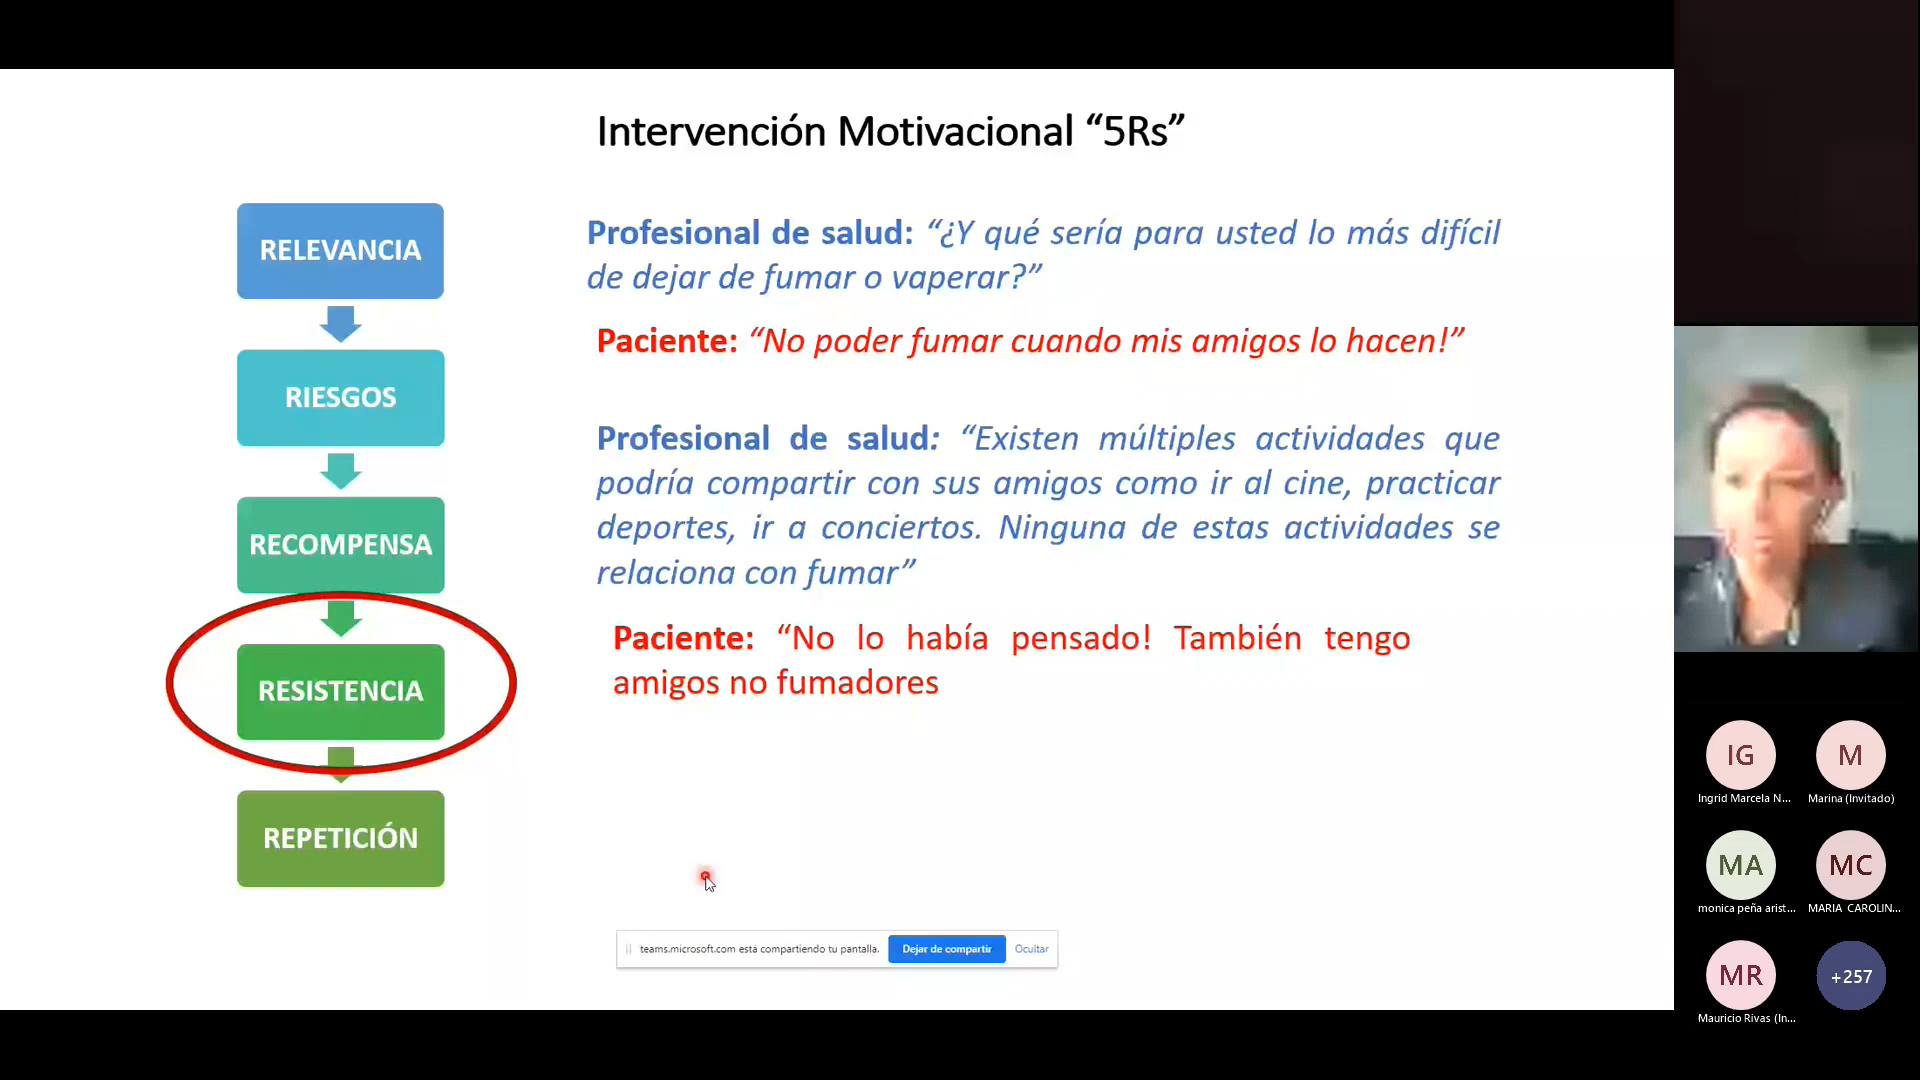 Intervención Motivacional “5Rs”
RELEVANCIA
RIESGOS
RECOMPENSA
RESISTENCIA
REPETICIÓN
Profesional de salud: “¿Y qué sería para usted lo más difícil
de dejar de fumar o vaperar?”
Paciente: “No poder fumar cuando mis amigos lo hacen!”
Profesional de salud: “Existen múltiples actividades que
podría compartir con sus amigos como ir al cine, practicar
deportes, ir a conciertos. Ninguna de estas actividades se
relaciona con fumar”
Paciente: “No lo había pensado! También tengo
amigos no fumadores
teams.microsoft.com está compartiendo tu pantalla. Dejar de compartir Ocultar
IG
Ingrid Marcela N...
M
Marina (Invitado)
MA
monica peña arist...
MC
MARIA CAROLIN...
MR
Mauricio Rivas (In...
+257